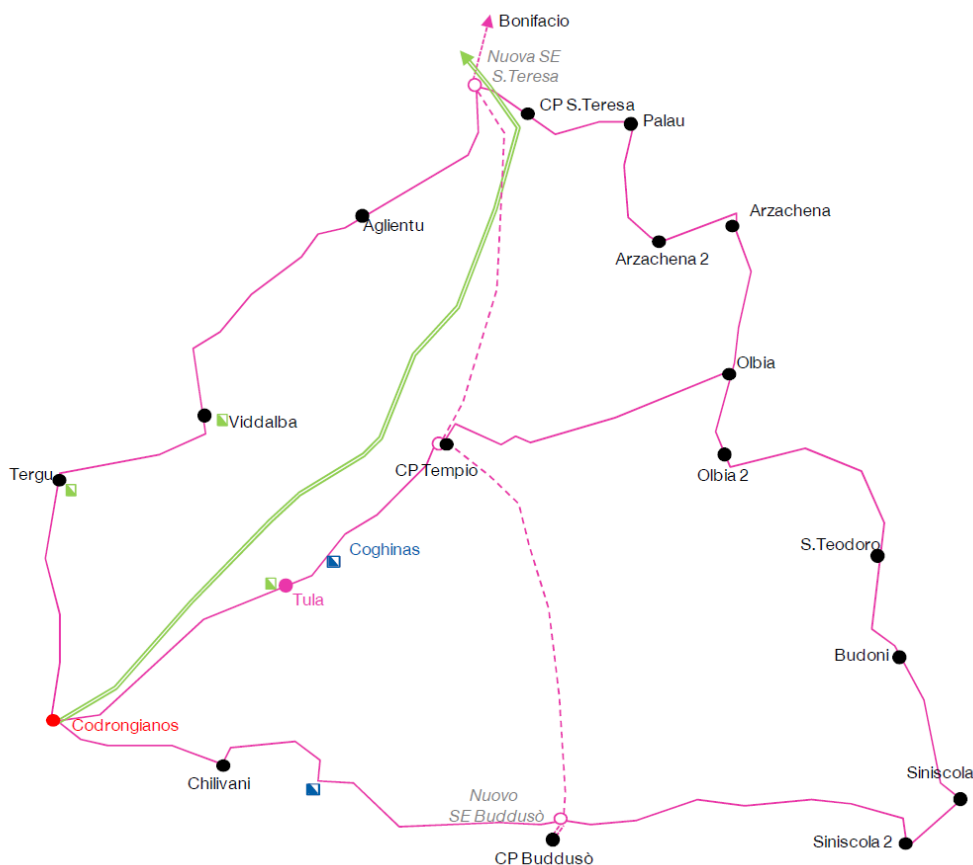 Bonifacio
Nuova SE
S.Teresa
CP S.Teresa
Palau
Aglientu
Arzachena
Arzachena 2
Olbia
Viddalba
CP Tempiò
Olbia 2
Tergu
S.Teodoro
Coghinas
Tula
Budoni
Codrongianos
Chilivani
Siniscola
Nuovo
SE Buddusò
Siniscola 2
CP Buddusò